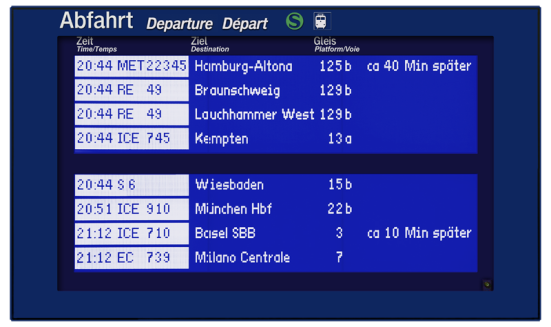 Abfahrt Departure Départ S
Zeit Ziel Gleis
Time/Temps Destination Platform/Voie
20:44 MET22345 Hamburg-Altona 125 b ca 40 Min später
20:44 RE 49 Braunschweig 129 b
20:44 RE 49 Lauchhammer West 129 b
20:44 ICE 745 Kempten 13 a
20:44 S 6 Wiesbaden 15 b
20:51 ICE 910 München Hbf 22 b
21:12 ICE 710 Basel SBB 3 ca 10 Min später
21:12 EC 739 Milano Centrale 7